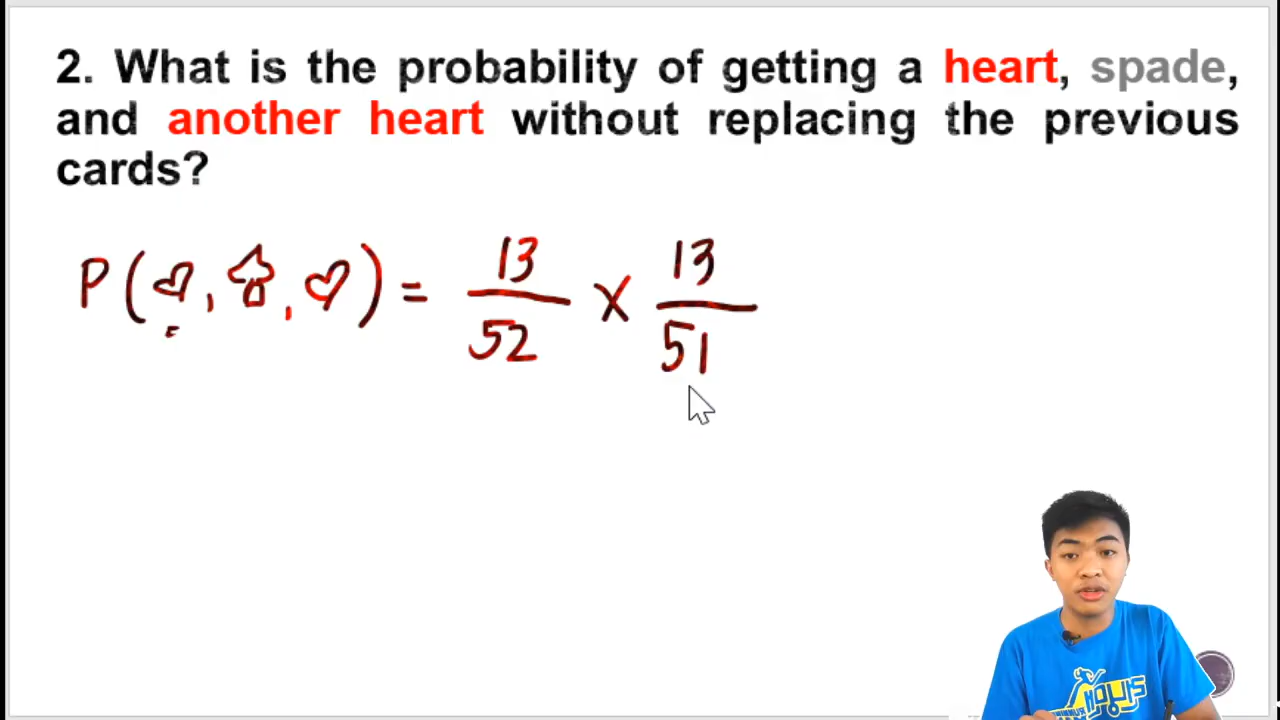 2. What is the probability of getting a heart, spade,
and another heart without replacing the previous
cards?
P(♡, ♤, ♡) = 13/52 x 13/51